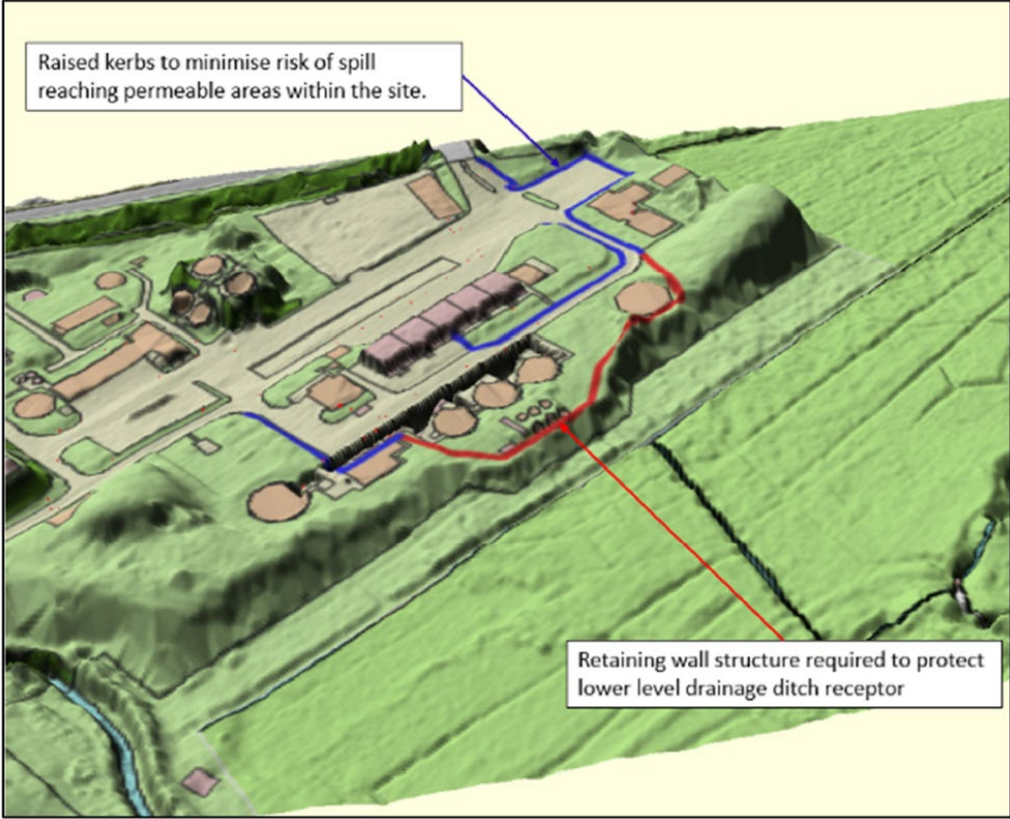 Raised kerbs to minimise risk of spill
reaching permeable areas within the site.
Retaining wall structure required to protect
lower level drainage ditch receptor